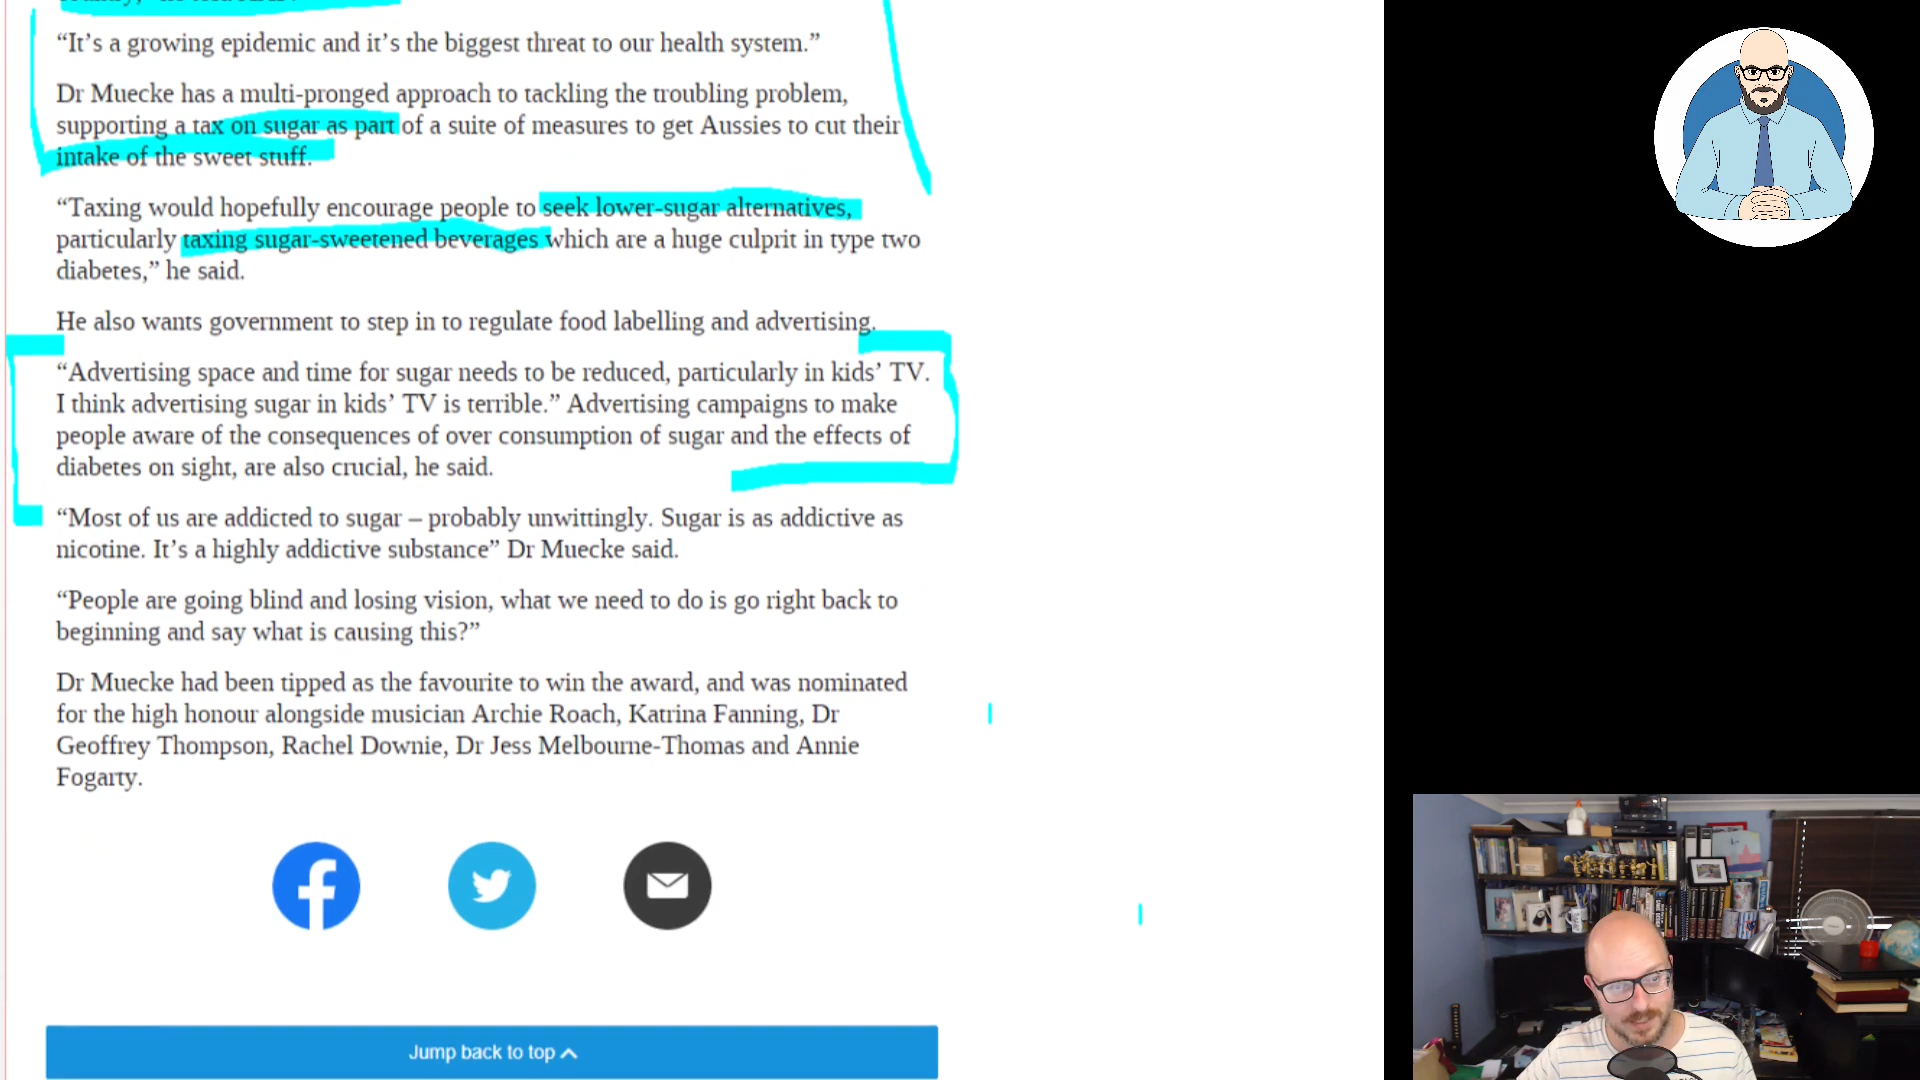 “It’s a growing epidemic and it’s the biggest threat to our health system.”
Dr Muecke has a multi-pronged approach to tackling the troubling problem,
supporting a tax on sugar as part of a suite of measures to get Aussies to cut their
intake of the sweet stuff.
“Taxing would hopefully encourage people to seek lower-sugar alternatives,
particularly taxing sugar-sweetened beverages which are a huge culprit in type two
diabetes,” he said.
He also wants government to step in to regulate food labelling and advertising.
“Advertising space and time for sugar needs to be reduced, particularly in kids’ TV.
I think advertising sugar in kids’ TV is terrible.” Advertising campaigns to make
people aware of the consequences of over consumption of sugar and the effects of
diabetes on sight, are also crucial, he said.
“Most of us are addicted to sugar – probably unwittingly. Sugar is as addictive as
nicotine. It’s a highly addictive substance” Dr Muecke said.
“People are going blind and losing vision, what we need to do is go right back to
beginning and say what is causing this?”
Dr Muecke had been tipped as the favourite to win the award, and was nominated
for the high honour alongside musician Archie Roach, Katrina Fanning, Dr
Geoffrey Thompson, Rachel Downie, Dr Jess Melbourne-Thomas and Annie
Fogarty.
Jump back to top